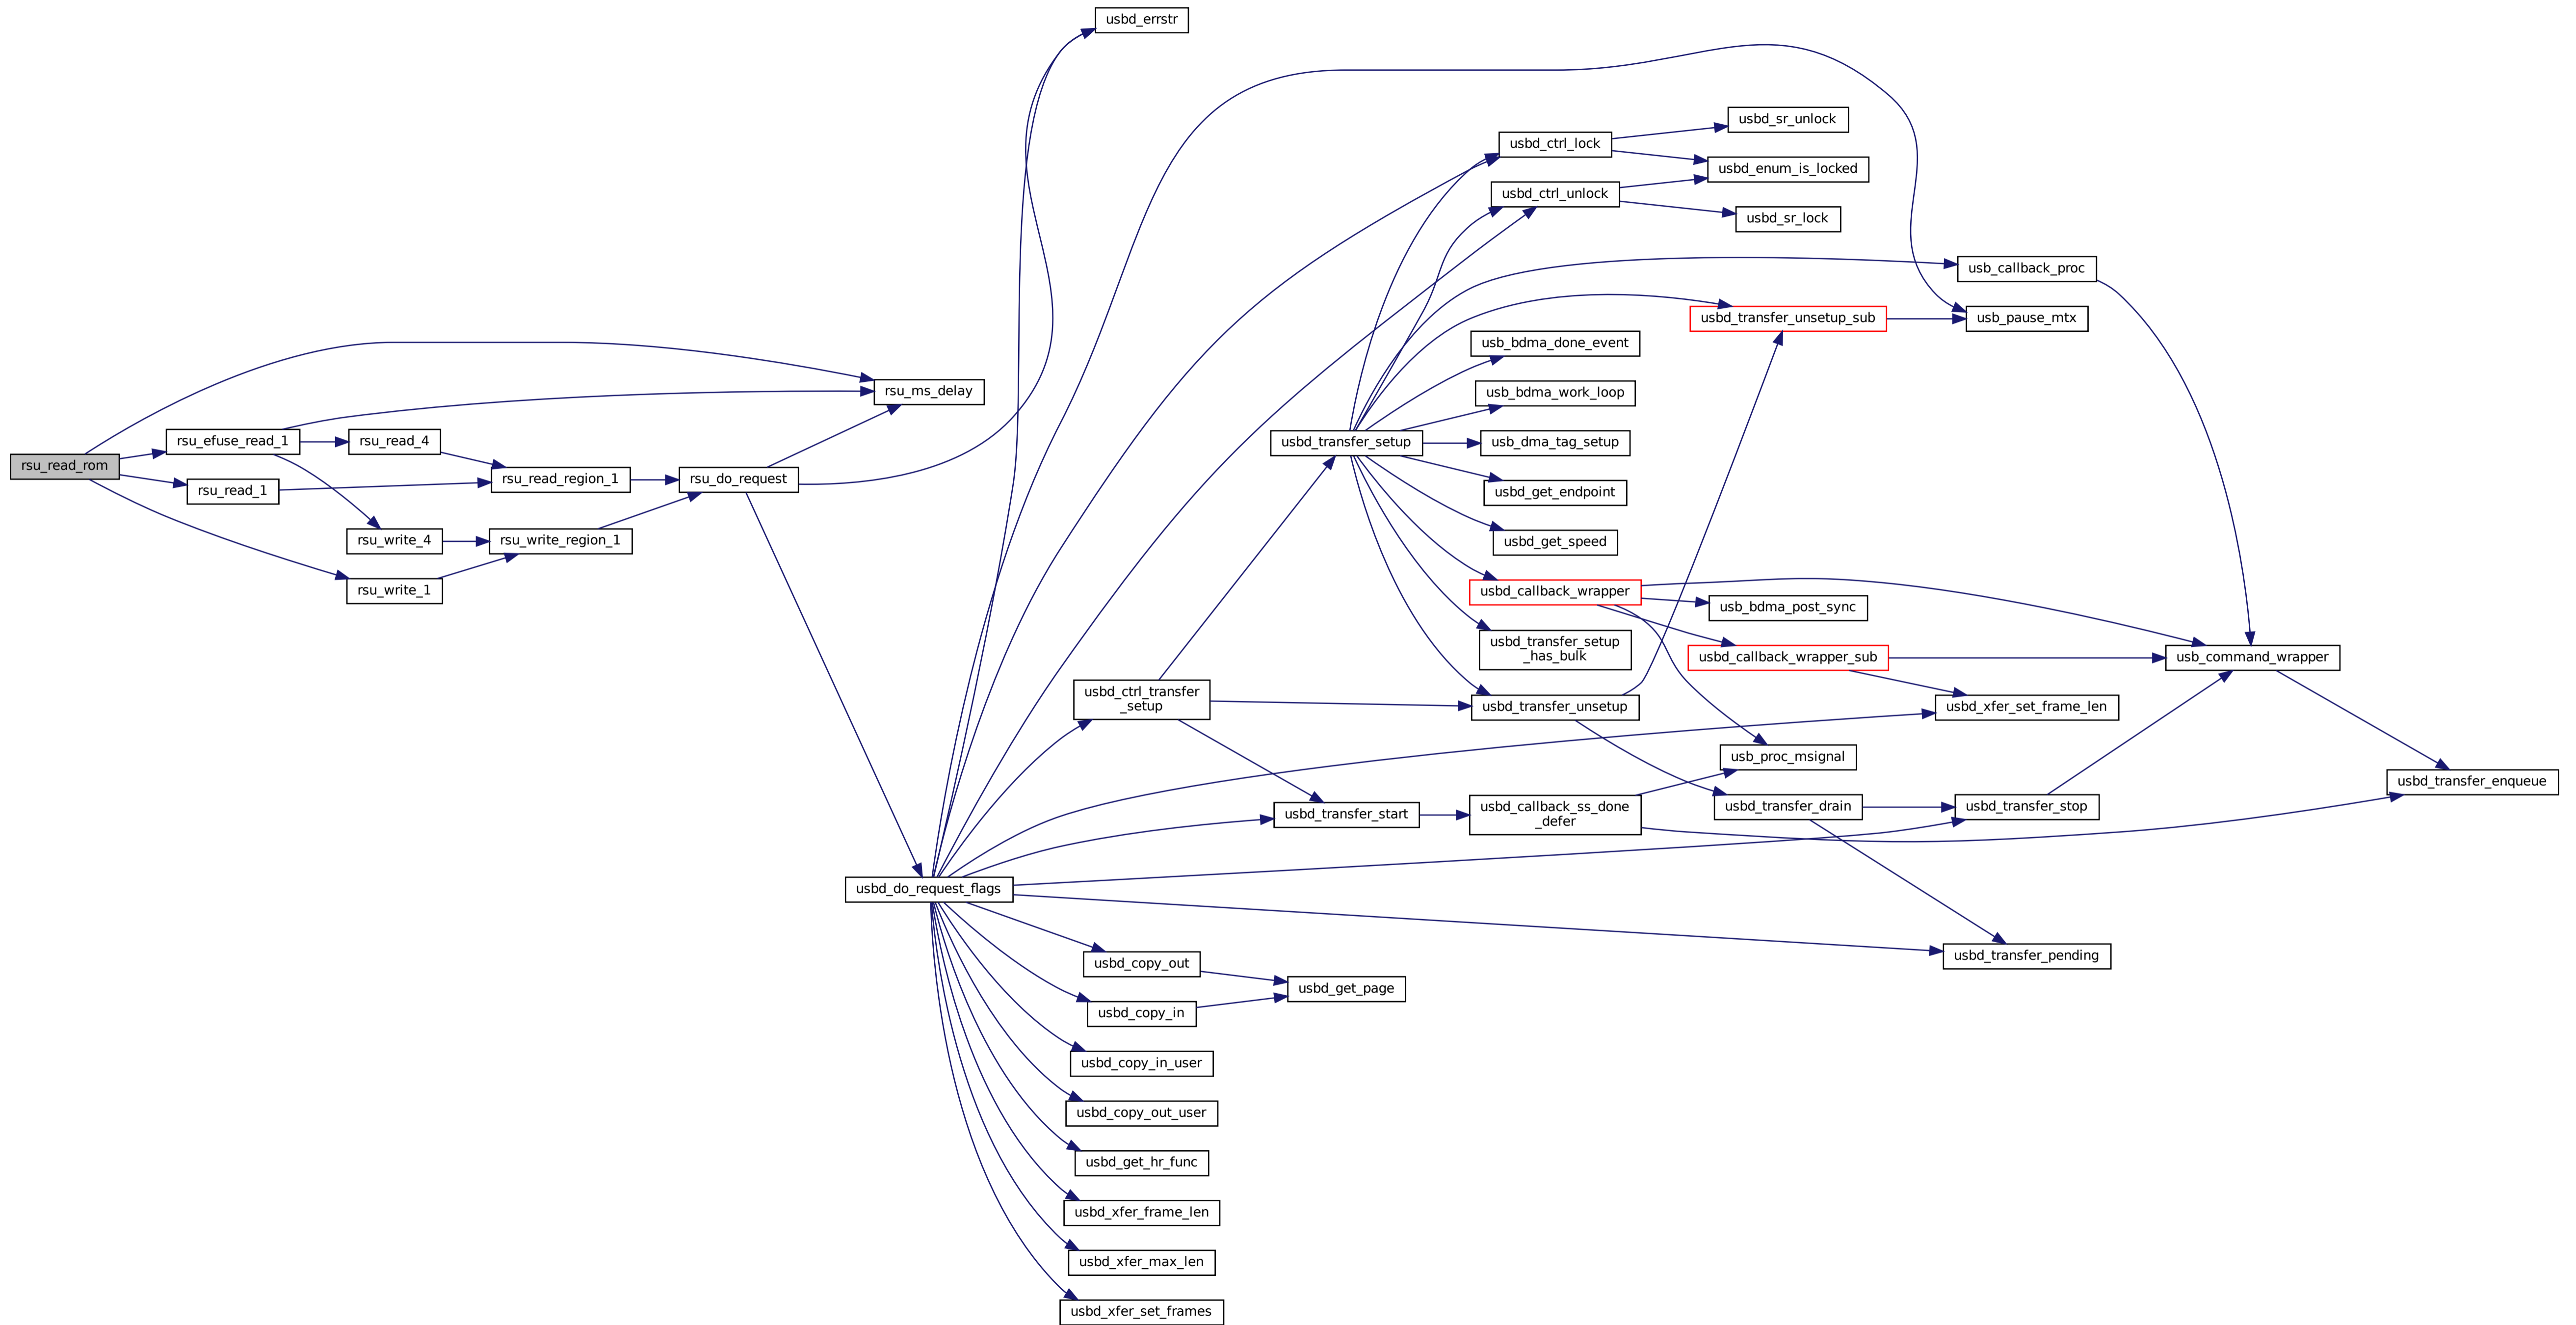 usbd_errstr
usbd_sr_unlock
usbd_ctrl_lock
usbd_enum_is_locked
usbd_ctrl_unlock
usbd_sr_lock
usb_callback_proc
usbd_transfer_unsetup_sub
usb_pause_mtx
usb_bdma_done_event
rsu_ms_delay
usb_bdma_work_loop
rsu_efuse_read_1
rsu_read_4
usbd_transfer_setup
usb_dma_tag_setup
rsu_read_rom
rsu_read_region_1
rsu_do_request
rsu_read_1
usbd_get_endpoint
rsu_write_4
rsu_write_region_1
usbd_get_speed
rsu_write_1
usbd_callback_wrapper
usb_bdma_post_sync
usbd_transfer_setup
_has_bulk
usbd_callback_wrapper_sub
usb_command_wrapper
usbd_ctrl_transfer
_setup
usbd_transfer_unsetup
usbd_xfer_set_frame_len
usb_proc_msignal
usbd_transfer_enqueue
usbd_transfer_start
usbd_callback_ss_done
_defer
usbd_transfer_drain
usbd_transfer_stop
usbd_do_request_flags
usbd_transfer_pending
usbd_copy_out
usbd_get_page
usbd_copy_in
usbd_copy_in_user
usbd_copy_out_user
usbd_get_hr_func
usbd_xfer_frame_len
usbd_xfer_max_len
usbd_xfer_set_frames